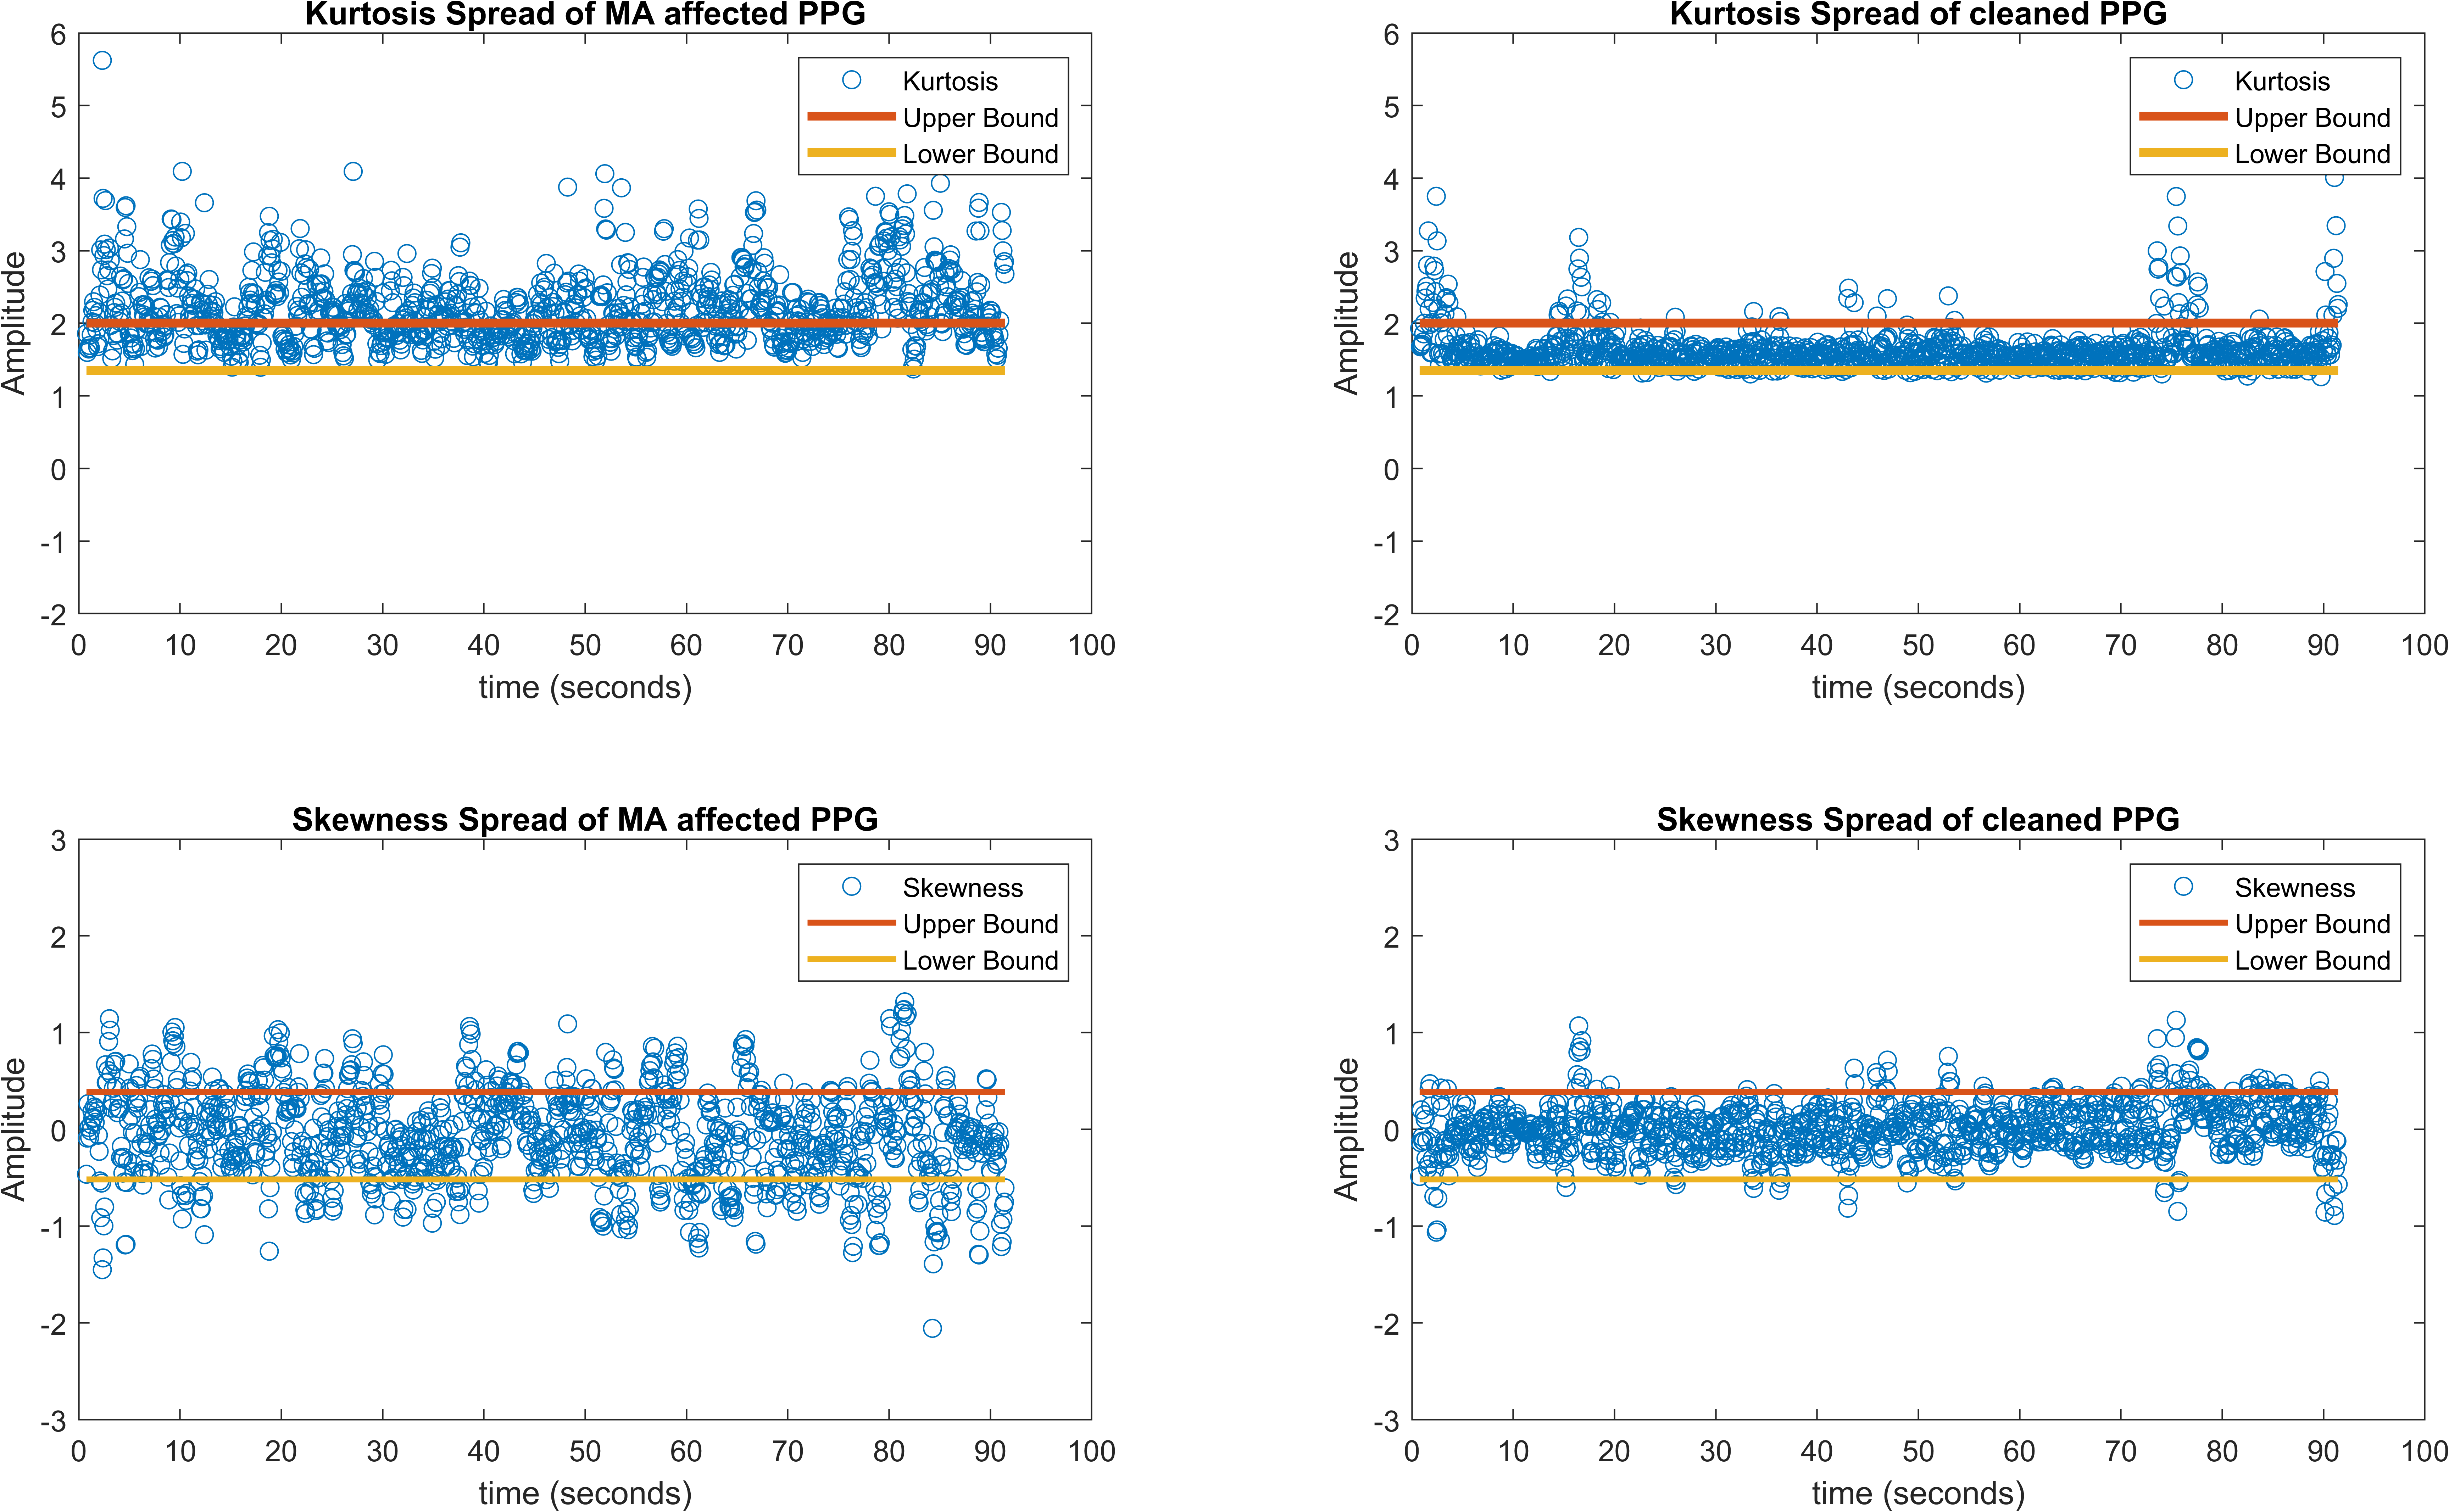 Kurtosis Spread of MA affected PPG
6
5
4
3
2
1
0
-1
-2
Amplitude
Kurtosis
Upper Bound
Lower Bound
0 10 20 30 40 50 60 70 80 90 100
time (seconds)
Kurtosis Spread of cleaned PPG
6
5
4
3
2
1
0
-1
-2
Amplitude
Kurtosis
Upper Bound
Lower Bound
0 10 20 30 40 50 60 70 80 90 100
time (seconds)
Skewness Spread of MA affected PPG
3
2
1
0
-1
-2
-3
Amplitude
Skewness
Upper Bound
Lower Bound
0 10 20 30 40 50 60 70 80 90 100
time (seconds)
Skewness Spread of cleaned PPG
3
2
1
0
-1
-2
-3
Amplitude
Skewness
Upper Bound
Lower Bound
0 10 20 30 40 50 60 70 80 90 100
time (seconds)